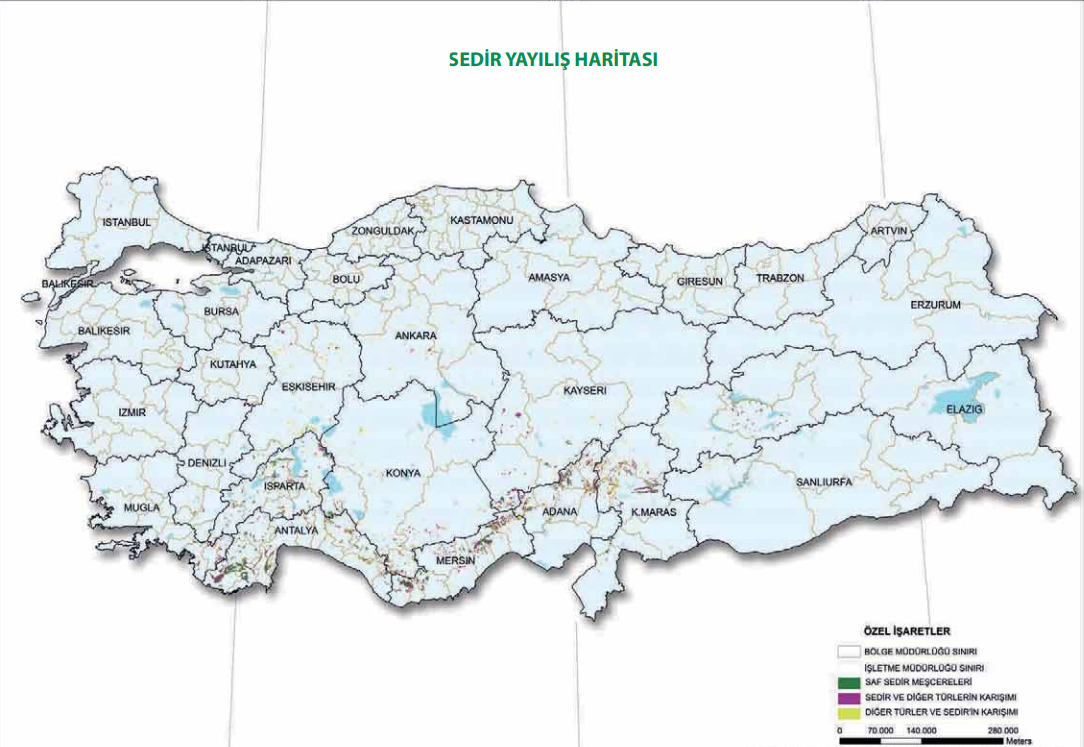 SEDİR YAYILIŞ HARİTASI
ISTANBUL
ZONGULDAK
KASTAMONU
ARTVIN
ISTANBUL
ADAPAZARI
BALIKESIR
BOLU
AMASYA
GIRESUN
TRABZON
BURSA
ERZURUM
BALIKESIR
ANKARA
KUTAHYA
ESKISEHIR
KAYSERI
IZMIR
ELAZIG
DENIZLI
KONYA
ISPARTA
SANLIURFA
MUGLA
ANTALYA
ADANA
K.MARAS
MERSIN
ÖZEL İŞARETLER
BÖLGE MÜDÜRLÜĞÜ SINIRI
İŞLETME MÜDÜRLÜĞÜ SINIRI
SAF SEDİR MEŞCERELERİ
SEDİR VE DİĞER TÜRLERİN KARIŞIMI
DİĞER TÜRLER VE SEDİR'İN KARIŞIMI
0 70.000 140.000 280.000
Meters